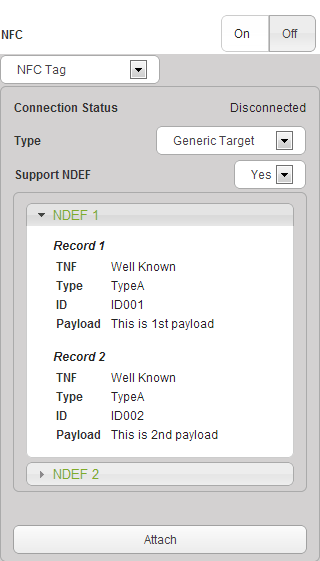 NFC On Off
NFC Tag
Connection Status Disconnected
Type Generic Target
Support NDEF Yes
NDEF 1
Record 1
TNF Well Known
Type TypeA
ID ID001
Payload This is 1st payload
Record 2
TNF Well Known
Type TypeA
ID ID002
Payload This is 2nd payload
NDEF 2
Attach